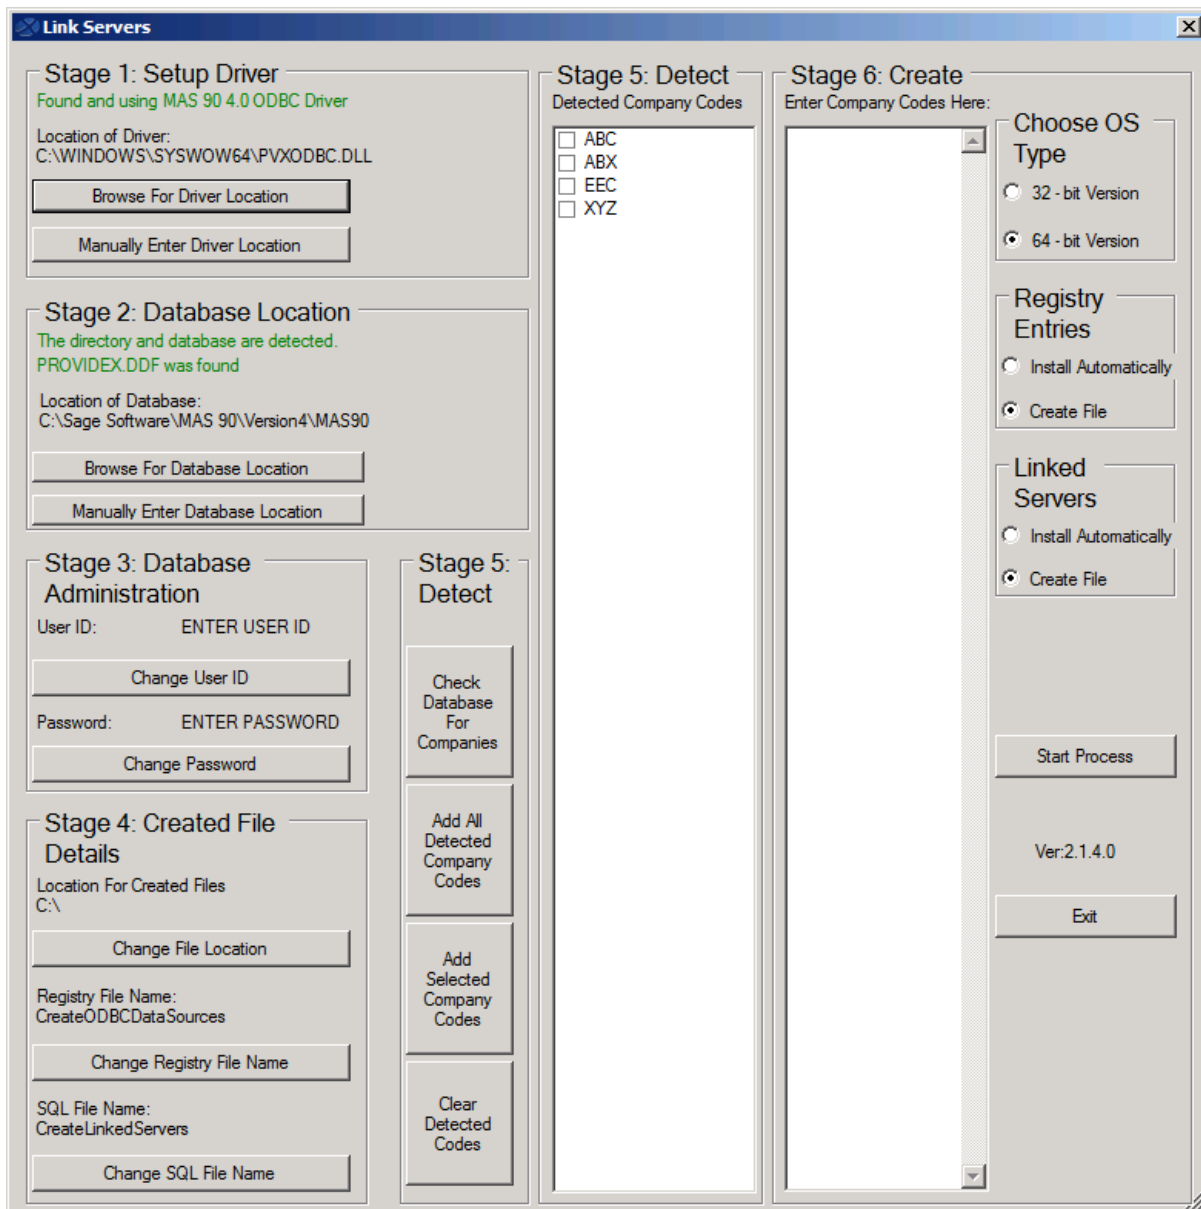 Link Servers
Stage 1: Setup Driver
Found and using MAS 90 4.0 ODBC Driver
Location of Driver:
C:\WINDOWS\SYSWOW64\PVXODBC.DLL
Browse For Driver Location
Manually Enter Driver Location
Stage 2: Database Location
The directory and database are detected.
PROVIDEX.DDF was found
Location of Database:
C:\Sage Software\MAS 90\Version4\MAS90
Browse For Database Location
Manually Enter Database Location
Stage 3: Database
Administration
User ID: ENTER USER ID
Change User ID
Password: ENTER PASSWORD
Change Password
Stage 4: Created File
Details
Location For Created Files
C:\
Change File Location
Registry File Name:
CreateODBCDataSources
Change Registry File Name
SQL File Name:
CreateLinkedServers
Change SQL File Name
Stage 5:
Detect
Check
Database
For
Companies
Add All
Detected
Company
Codes
Add
Selected
Company
Codes
Clear
Detected
Codes
Stage 5: Detect
Detected Company Codes
ABC
ABX
EEC
XYZ
Stage 6: Create
Enter Company Codes Here:
Choose OS
Type
32 - bit Version
64 - bit Version
Registry
Entries
Install Automatically
Create File
Linked
Servers
Install Automatically
Create File
Start Process
Ver:2.1.4.0
Exit